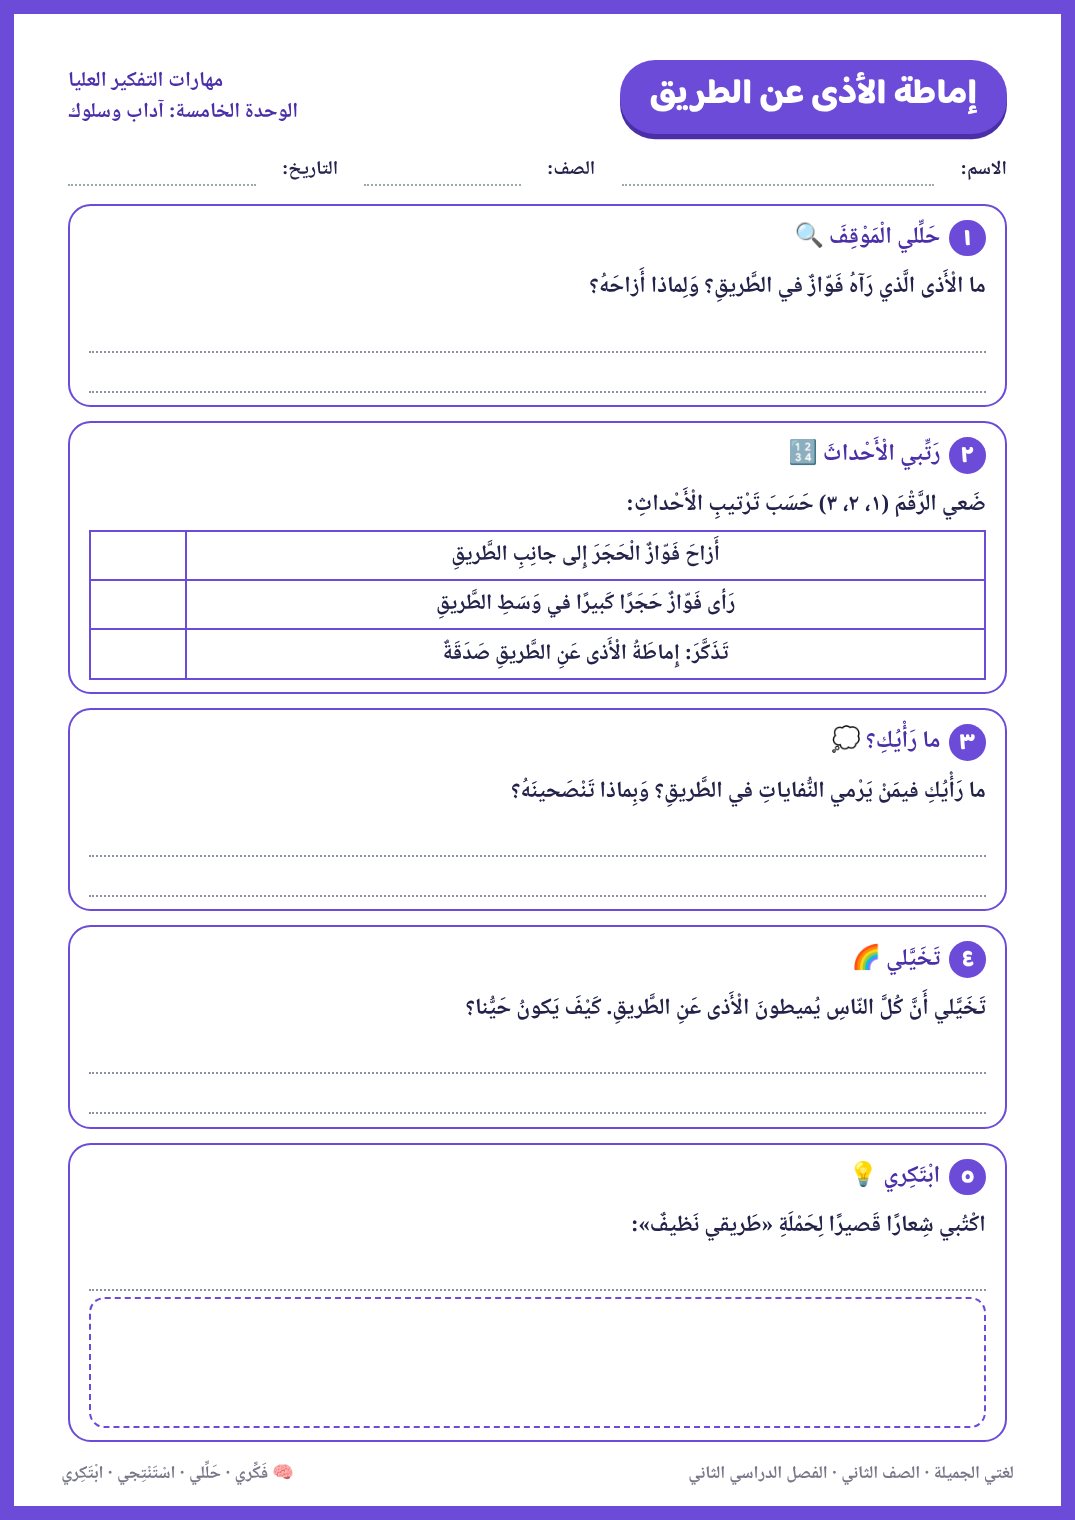 إماطة الأذى عن الطريق
مهارات التفكير العليا
الوحدة الخامسة: آداب وسلوك
الاسم: الصف: التاريخ:
١ حَلِّلي الْمَوْقِفَ 🔍
ما الْأَذى الَّذي رَآهُ فَوّازٌ في الطَّريقِ؟ وَلِماذا أَزاحَهُ؟
٢ رَتِّبي الْأَحْداثَ 🔢
ضَعي الرَّقْمَ (١، ٢، ٣) حَسَبَ تَرْتيبِ الْأَحْداثِ:
أَزاحَ فَوّازٌ الْحَجَرَ إِلى جانِبِ الطَّريقِ
رَأى فَوّازٌ حَجَرًا كَبيرًا في وَسَطِ الطَّريقِ
تَذَكَّرَ: إِماطَةُ الْأَذى عَنِ الطَّريقِ صَدَقَةٌ
٣ ما رَأْيُكِ؟ 💭
ما رَأْيُكِ فيمَنْ يَرْمي النُّفاياتِ في الطَّريقِ؟ وَبِماذا تَنْصَحينَهُ؟
٤ تَخَيَّلي 🌈
تَخَيَّلي أَنَّ كُلَّ النّاسِ يُميطونَ الْأَذى عَنِ الطَّريقِ. كَيْفَ يَكونُ حَيُّنا؟
٥ ابْتَكِري 💡
اكْتُبي شِعارًا قَصيرًا لِحَمْلَةِ «طَريقي نَظيفٌ»:
لغتي الجميلة · الصف الثاني · الفصل الدراسي الثاني
🧠 فَكِّري · حَلِّلي · اسْتَنْتِجي · ابْتَكِري